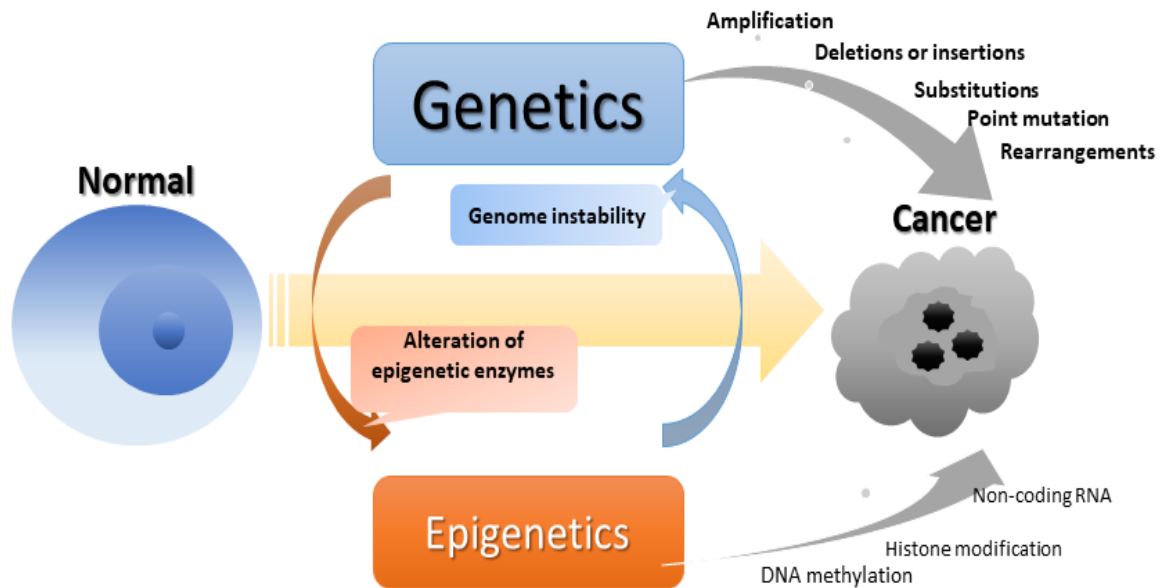 Amplification
Deletions or insertions
Genetics
Substitutions
Point mutation
Rearrangements
Normal
Genome instability
Cancer
Alteration of
epigenetic enzymes
Non-coding RNA
Epigenetics
Histone modification
DNA methylation